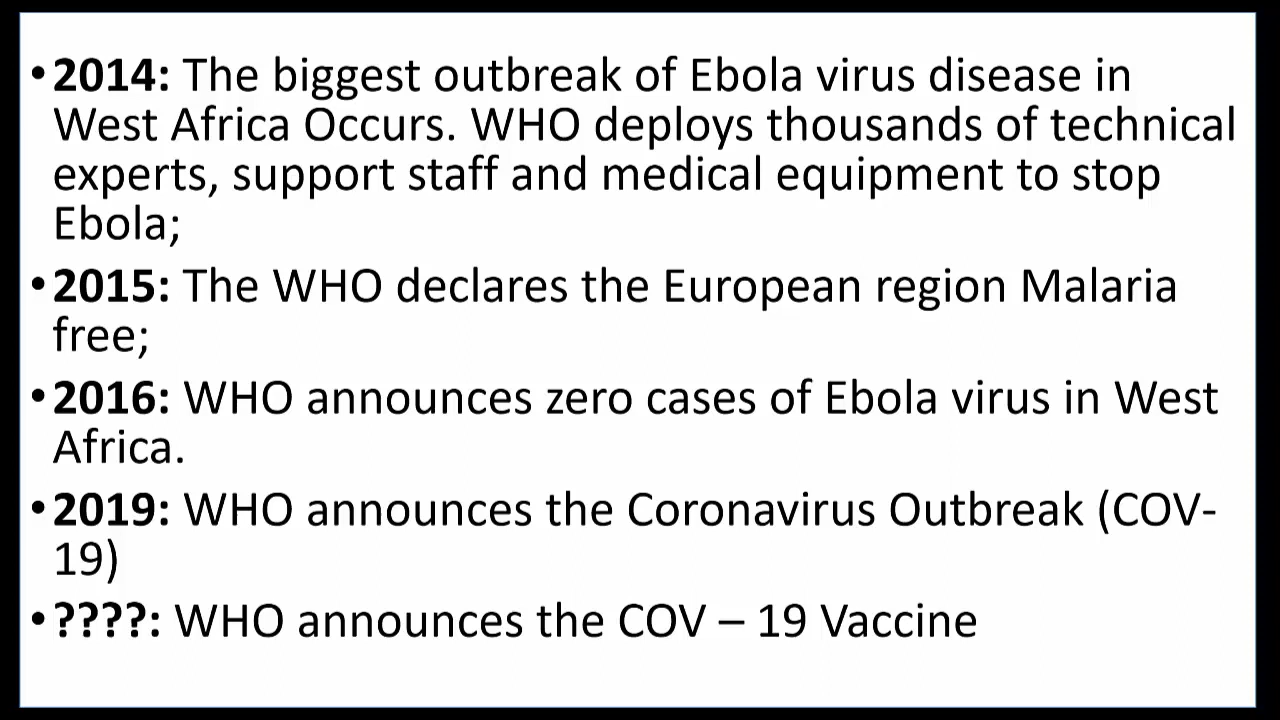 • 2014: The biggest outbreak of Ebola virus disease in
West Africa Occurs. WHO deploys thousands of technical
experts, support staff and medical equipment to stop
Ebola;
• 2015: The WHO declares the European region Malaria
free;
• 2016: WHO announces zero cases of Ebola virus in West
Africa.
• 2019: WHO announces the Coronavirus Outbreak (COV-
19)
• ????: WHO announces the COV – 19 Vaccine